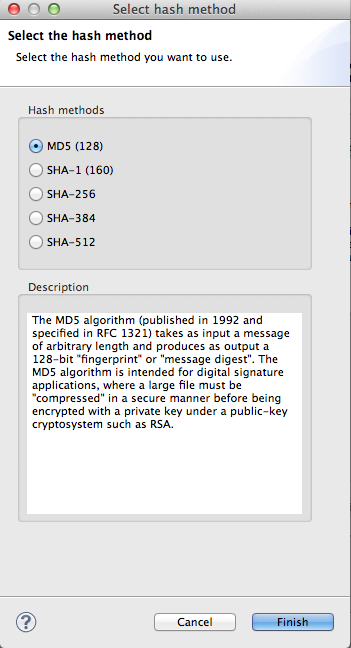 Select hash method
Select the hash method
Select the hash method you want to use.
Hash methods
MD5 (128)
SHA-1 (160)
SHA-256
SHA-384
SHA-512
Description
The MD5 algorithm (published in 1992 and
specified in RFC 1321) takes as input a message
of arbitrary length and produces as output a
128-bit "fingerprint" or "message digest". The
MD5 algorithm is intended for digital signature
applications, where a large file must be
"compressed" in a secure manner before being
encrypted with a private key under a public-key
cryptosystem such as RSA.
?
Cancel
Finish